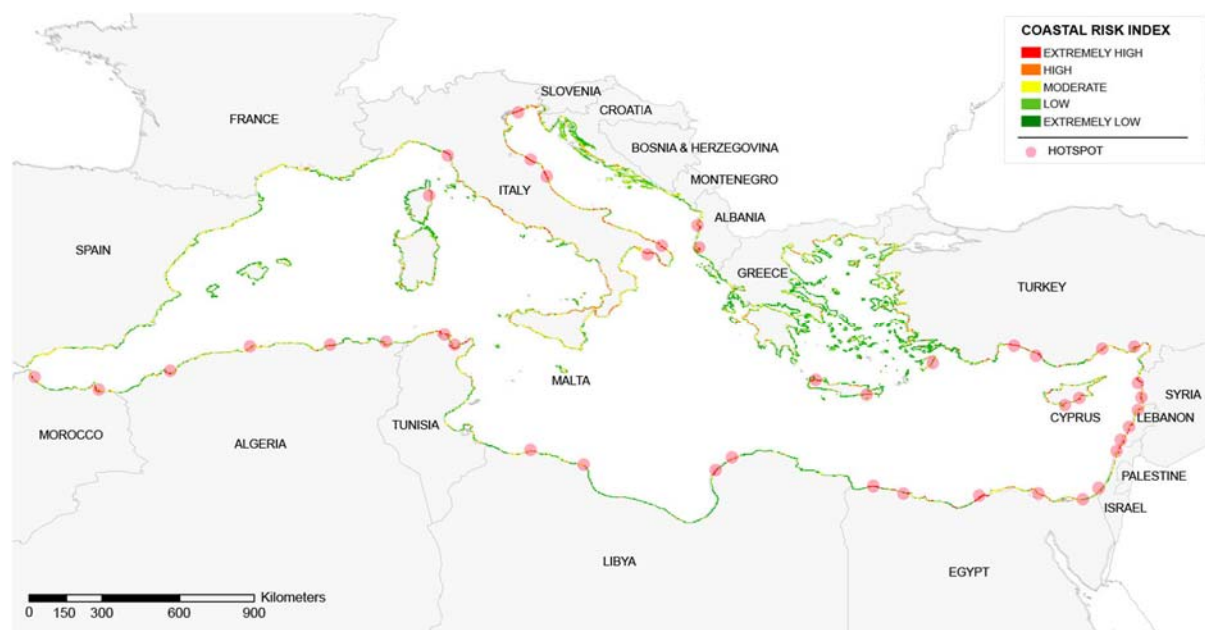 COASTAL RISK INDEX
EXTREMELY HIGH
HIGH
MODERATE
LOW
EXTREMELY LOW
HOTSPOT
SLOVENIA
CROATIA
FRANCE
BOSNIA & HERZEGOVINA
MONTENEGRO
ITALY
ALBANIA
SPAIN
GREECE
TURKEY
MALTA
SYRIA
CYPRUS
LEBANON
TUNISIA
MOROCCO
ALGERIA
PALESTINE
ISRAEL
LIBYA
EGYPT
Kilometers
0 150 300 600 900